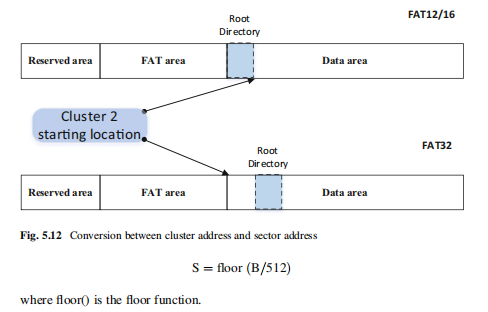 FAT12/16
Root
Directory
Reserved area FAT area Data area
Cluster 2
starting location
FAT32
Root
Directory
Reserved area FAT area Data area
Fig. 5.12 Conversion between cluster address and sector address
S = floor (B/512)
where floor() is the floor function.